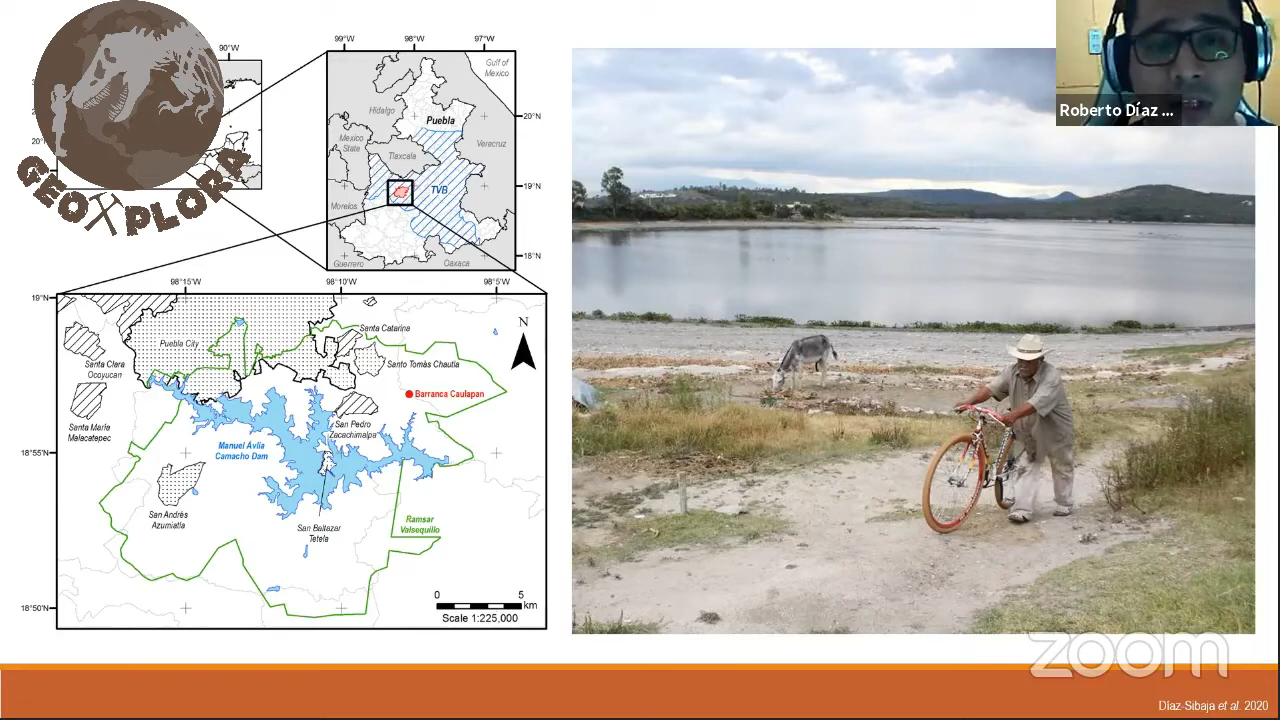 GEOXPLORA
90°W
20°
99°W
98°W
97°W
Gulf of
Mexico
Hidalgo
Puebla
20°N
Mexico
State
Tlaxcala
Veracruz
TVB
19°N
Morelos
18°N
Guerrero
Oaxaca
98°15'W
98°10'W
98°5'W
19°N
N
Puebla City
Santa Catarina
Santa Clara
Ocoyucan
Santo Tomás Chautla
Barranca Caulapan
Santa María
Malacatepec
San Pedro
Zacachimalpa
Manuel Ávila
Camacho Dam
18°55'N
San Andrés
Azumiatla
San Baltazar
Tetela
Ramsar
Valsequillo
18°50'N
0 5
km
Scale 1:225,000
Roberto Díaz ...
zoom
Díaz-Sibaja et al. 2020